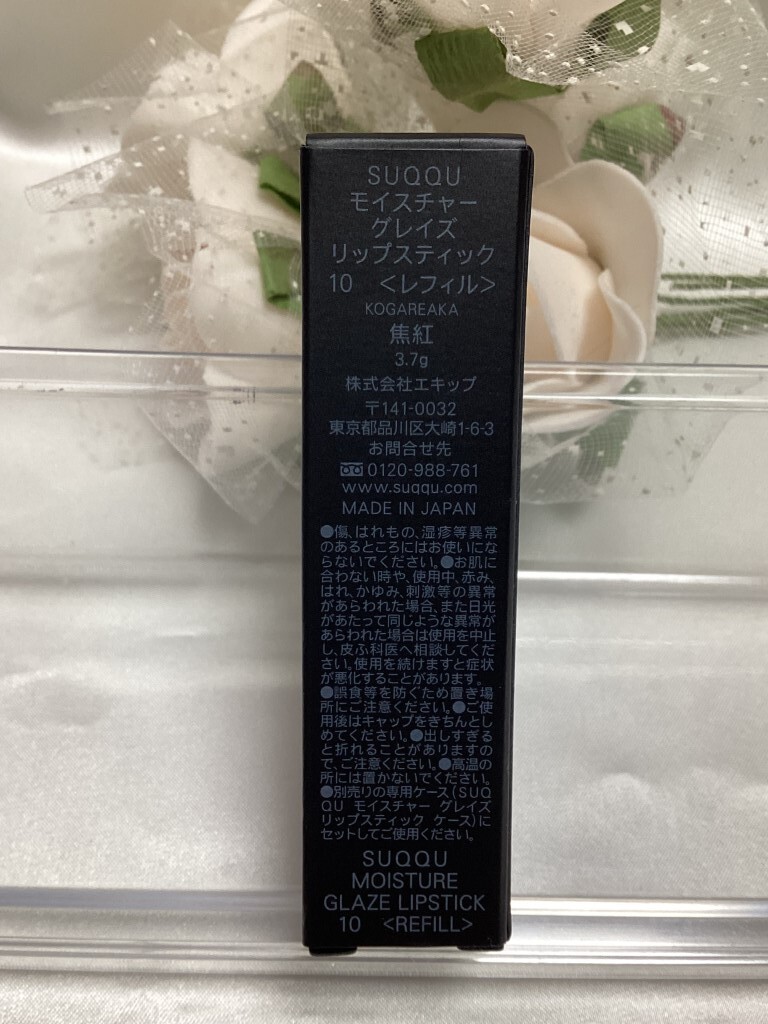 SUQQU
モイスチャー
グレイズ
リップスティック
10 <レフィル>
KOGAREAKA
焦紅
3.7g
株式会社エキップ
〒141-0032
東京都品川区大崎1-6-3
お問合せ先
0120-988-761
www.suqqu.com
MADE IN JAPAN
●傷、はれもの、湿疹等異常
のあるところにはお使いにな
らないでください。●お肌に
合わない時や、使用中、赤み、
はれ、かゆみ、刺激等の異常
があらわれた場合、また日光
があたって同じような異常が
あらわれた場合は使用を中止
し、皮ふ科医へ相談してくだ
さい。使用を続けますと症状
が悪化することがあります。
●誤食等を防ぐため置き場
所にご注意ください。●ご使
用後はキャップをきちんとし
めてください。●出しすぎる
と折れることがありますの
で、ご注意ください。●高温の
所には置かないでください。
●別売りの専用ケース(SUQ
QU モイスチャー グレイズ
リップスティック ケース)に
セットしてご使用ください。
SUQQU
MOISTURE
GLAZE LIPSTICK
10 <REFILL>